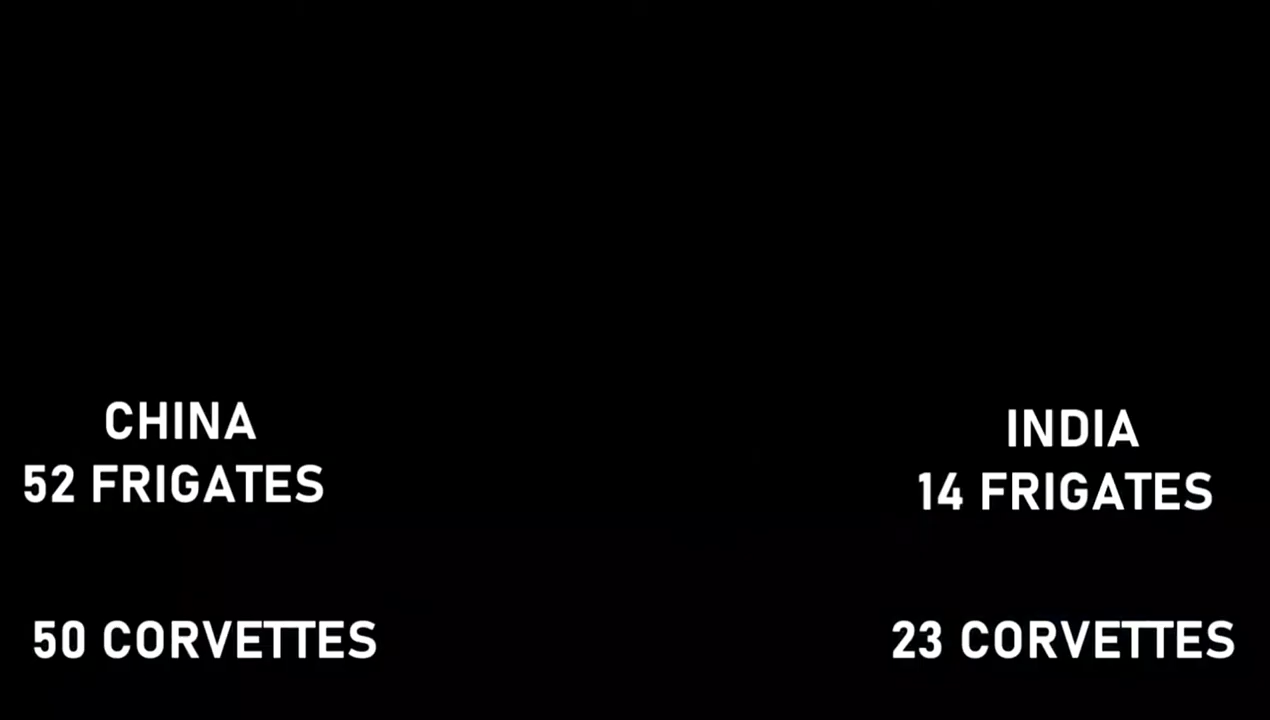 CHINA
52 FRIGATES
50 CORVETTES
INDIA
14 FRIGATES
23 CORVETTES